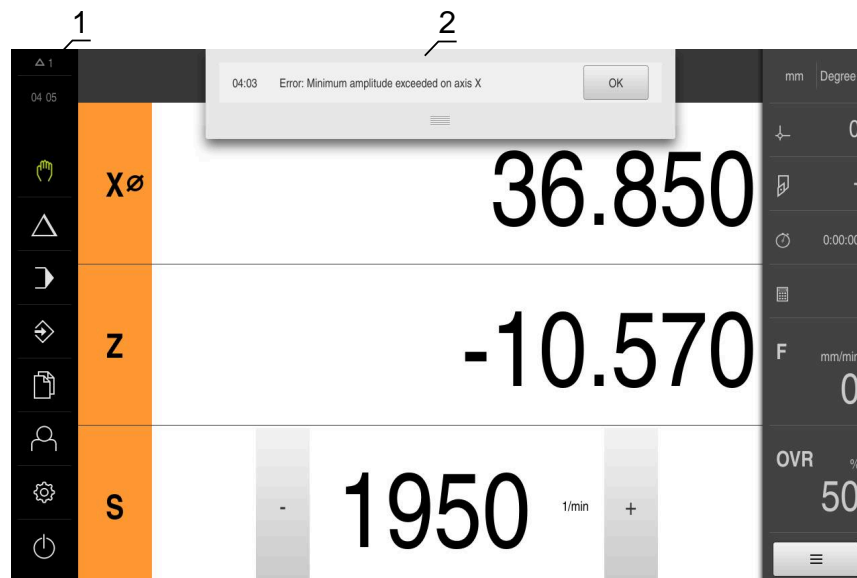 1
2
△ 1
04 05
04:03 Error: Minimum amplitude exceeded on axis X
OK
mm Degree
X⌀ 36.850
0
0:00:00
Z -10.570
F mm/min
0
S - 1950 1/min +
OVR %
50